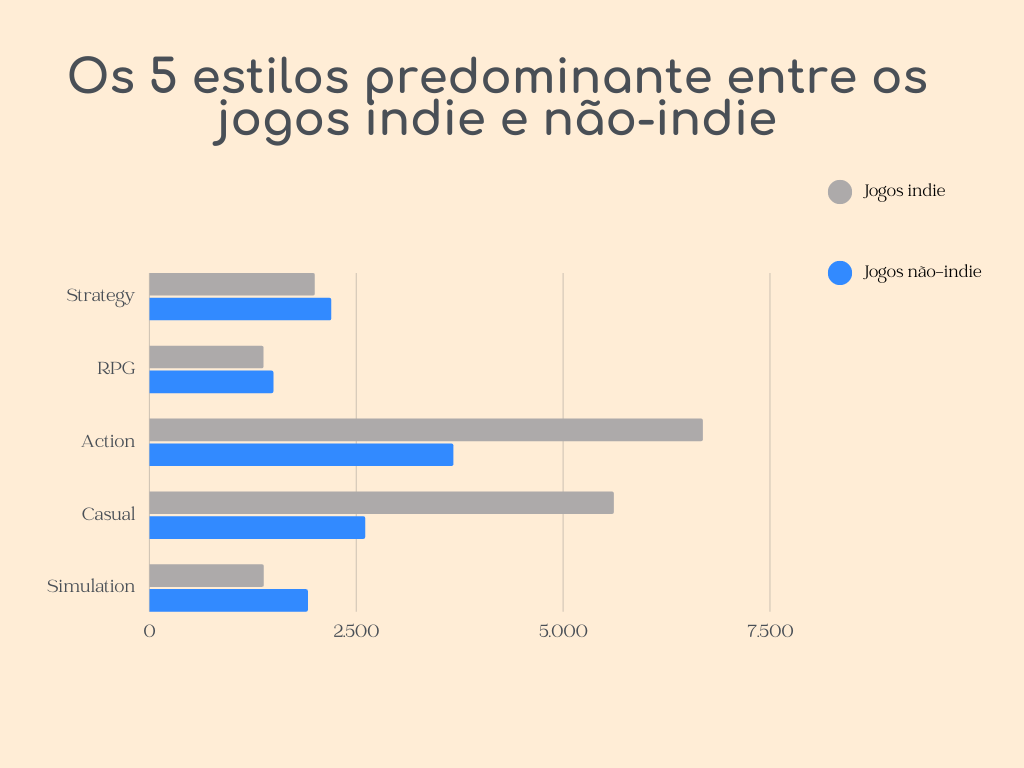 Os 5 estilos predominante entre os
jogos indie e não-indie
Jogos indie
Jogos não-indie
Strategy
RPG
Action
Casual
Simulation
0 2.500 5.000 7.500